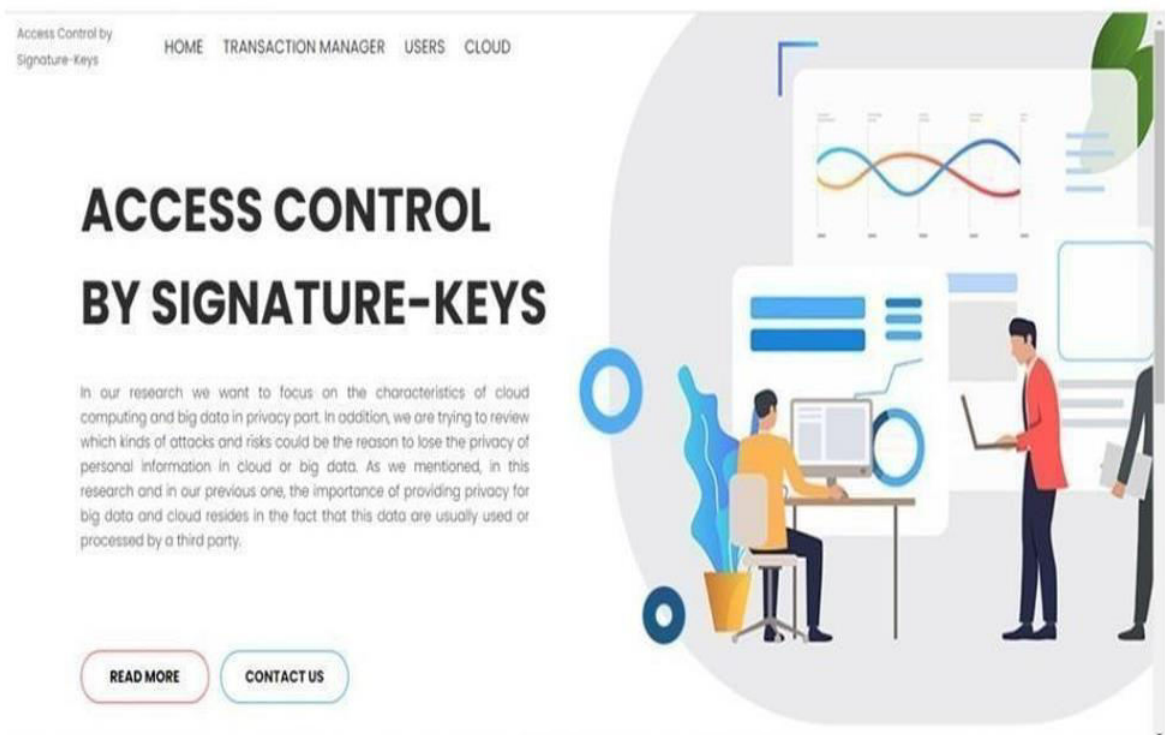 Access Control by
Signature-Keys
HOME TRANSACTION MANAGER USERS CLOUD
ACCESS CONTROL
BY SIGNATURE-KEYS
In our research we want to focus on the characteristics of cloud
computing and big data in privacy part. In addition, we are trying to review
which kinds of attacks and risks could be the reason to lose the privacy of
personal information in cloud or big data. As we mentioned, in this
research and in our previous one, the importance of providing privacy for
big data and cloud resides in the fact that this data are usually used or
processed by a third party.
READ MORE CONTACT US